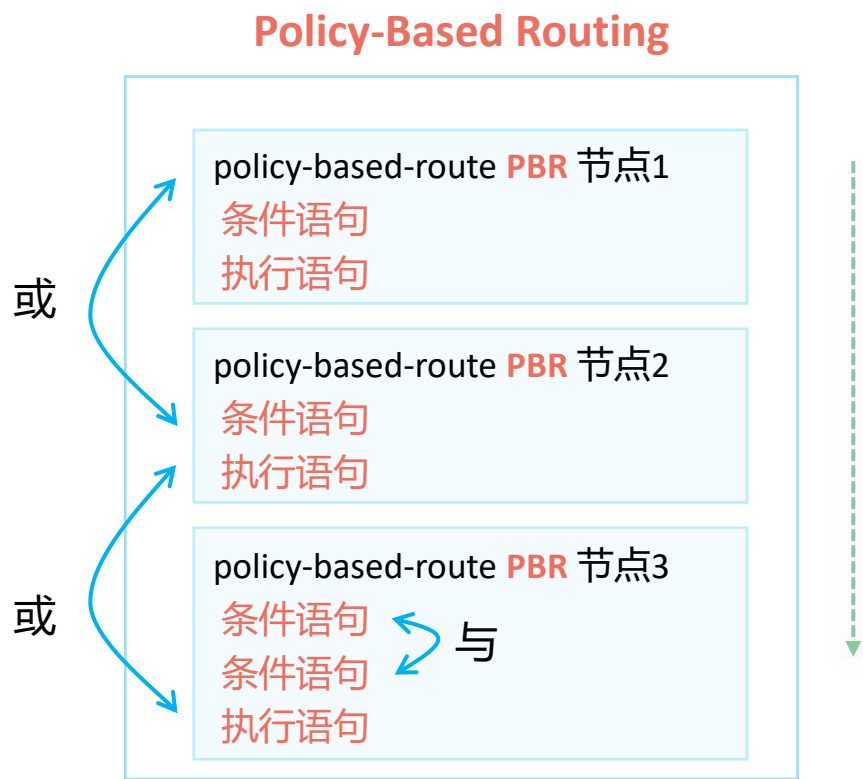 Policy-Based Routing
policy-based-route PBR 节点1
条件语句
执行语句
或
policy-based-route PBR 节点2
条件语句
执行语句
或
policy-based-route PBR 节点3
条件语句
与
条件语句
执行语句